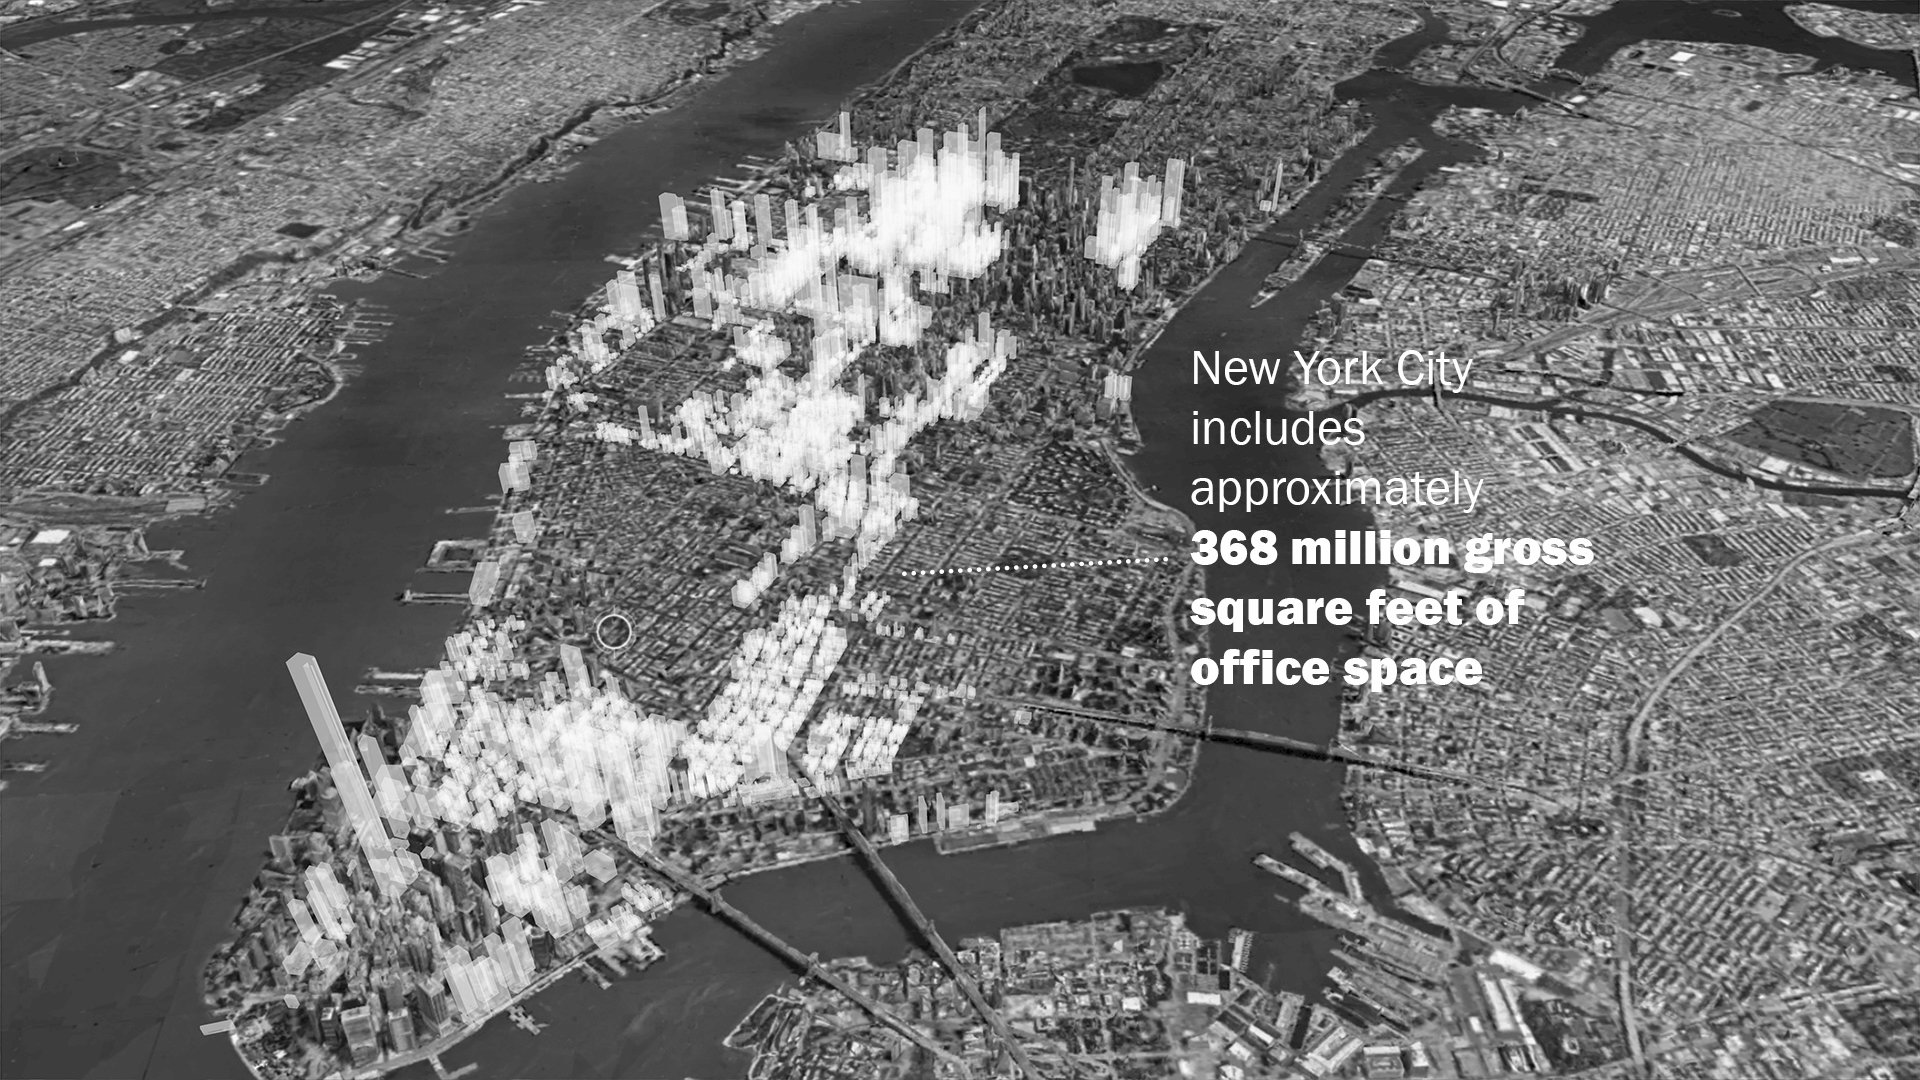 New York City
includes
approximately
368 million gross
square feet of
office space